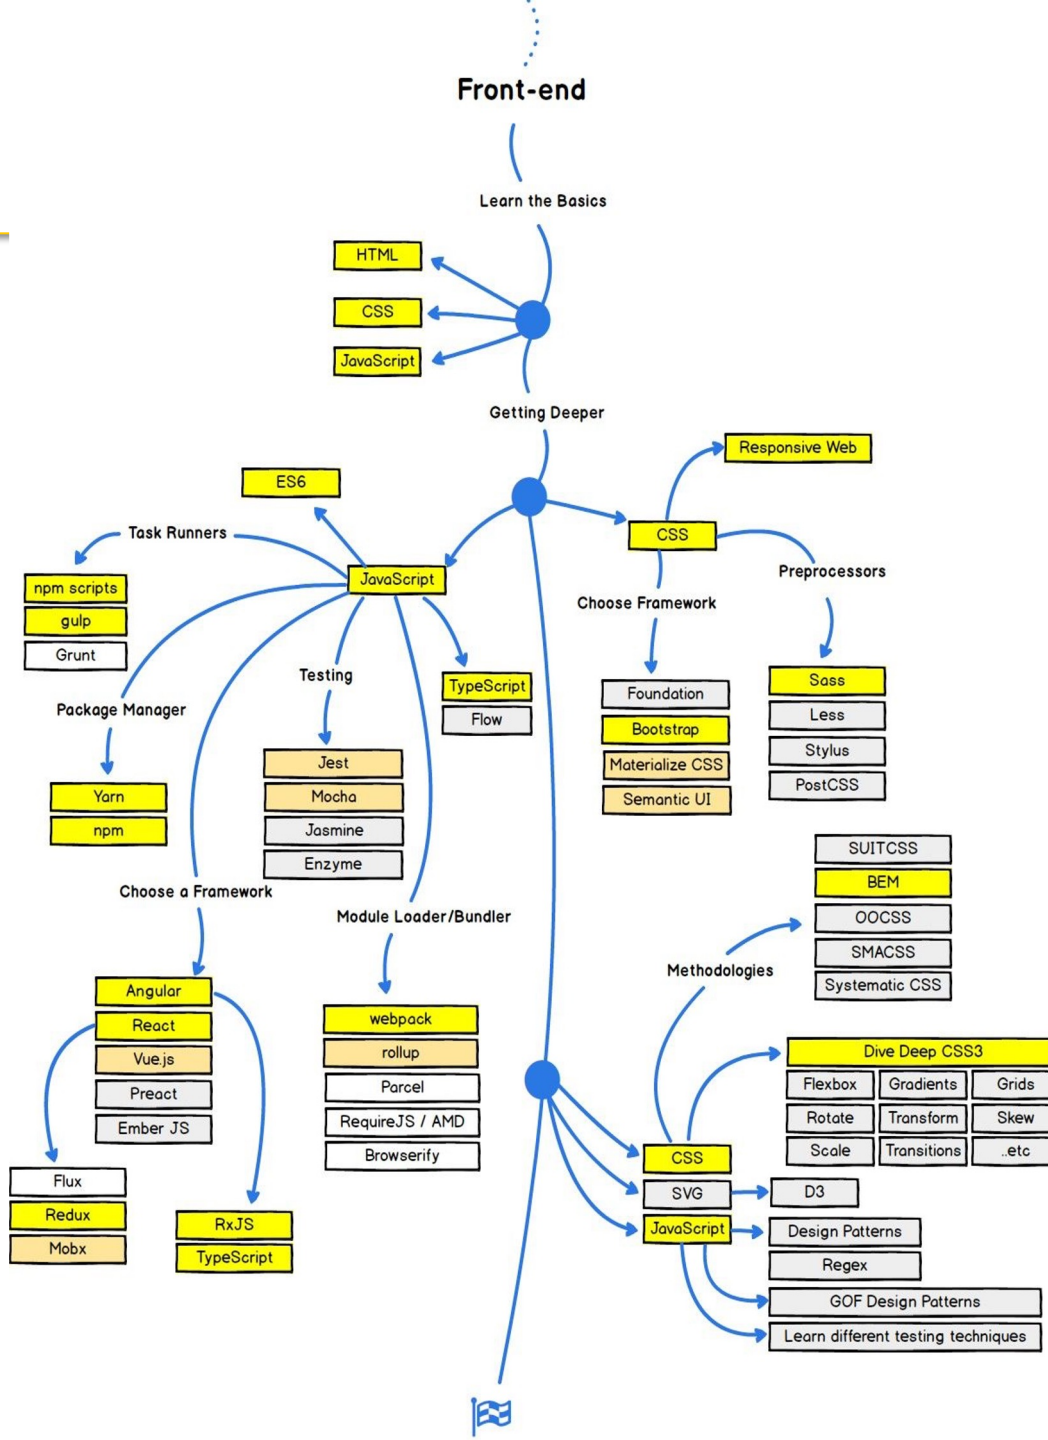 Front-end
Learn the Basics
HTML
CSS
JavaScript
Getting Deeper
Responsive Web
ES6
Task Runners
CSS
JavaScript
Preprocessors
npm scripts
gulp
Grunt
Choose Framework
Testing
TypeScript
Flow
Package Manager
Foundation
Bootstrap
Materialize CSS
Semantic UI
Sass
Less
Stylus
PostCSS
Yarn
npm
Jest
Mocha
Jasmine
Enzyme
Choose a Framework
Module Loader/Bundler
SUITCSS
BEM
OOCSS
SMACSS
Systematic CSS
Methodologies
Angular
React
Vue.js
Preact
Ember JS
webpack
rollup
Parcel
RequireJS / AMD
Browserify
Dive Deep CSS3
Flexbox Gradients Grids
Rotate Transform Skew
Scale Transitions ..etc
Flux
Redux
Mobx
RxJS
TypeScript
CSS
SVG
D3
JavaScript
Design Patterns
Regex
GOF Design Patterns
Learn different testing techniques